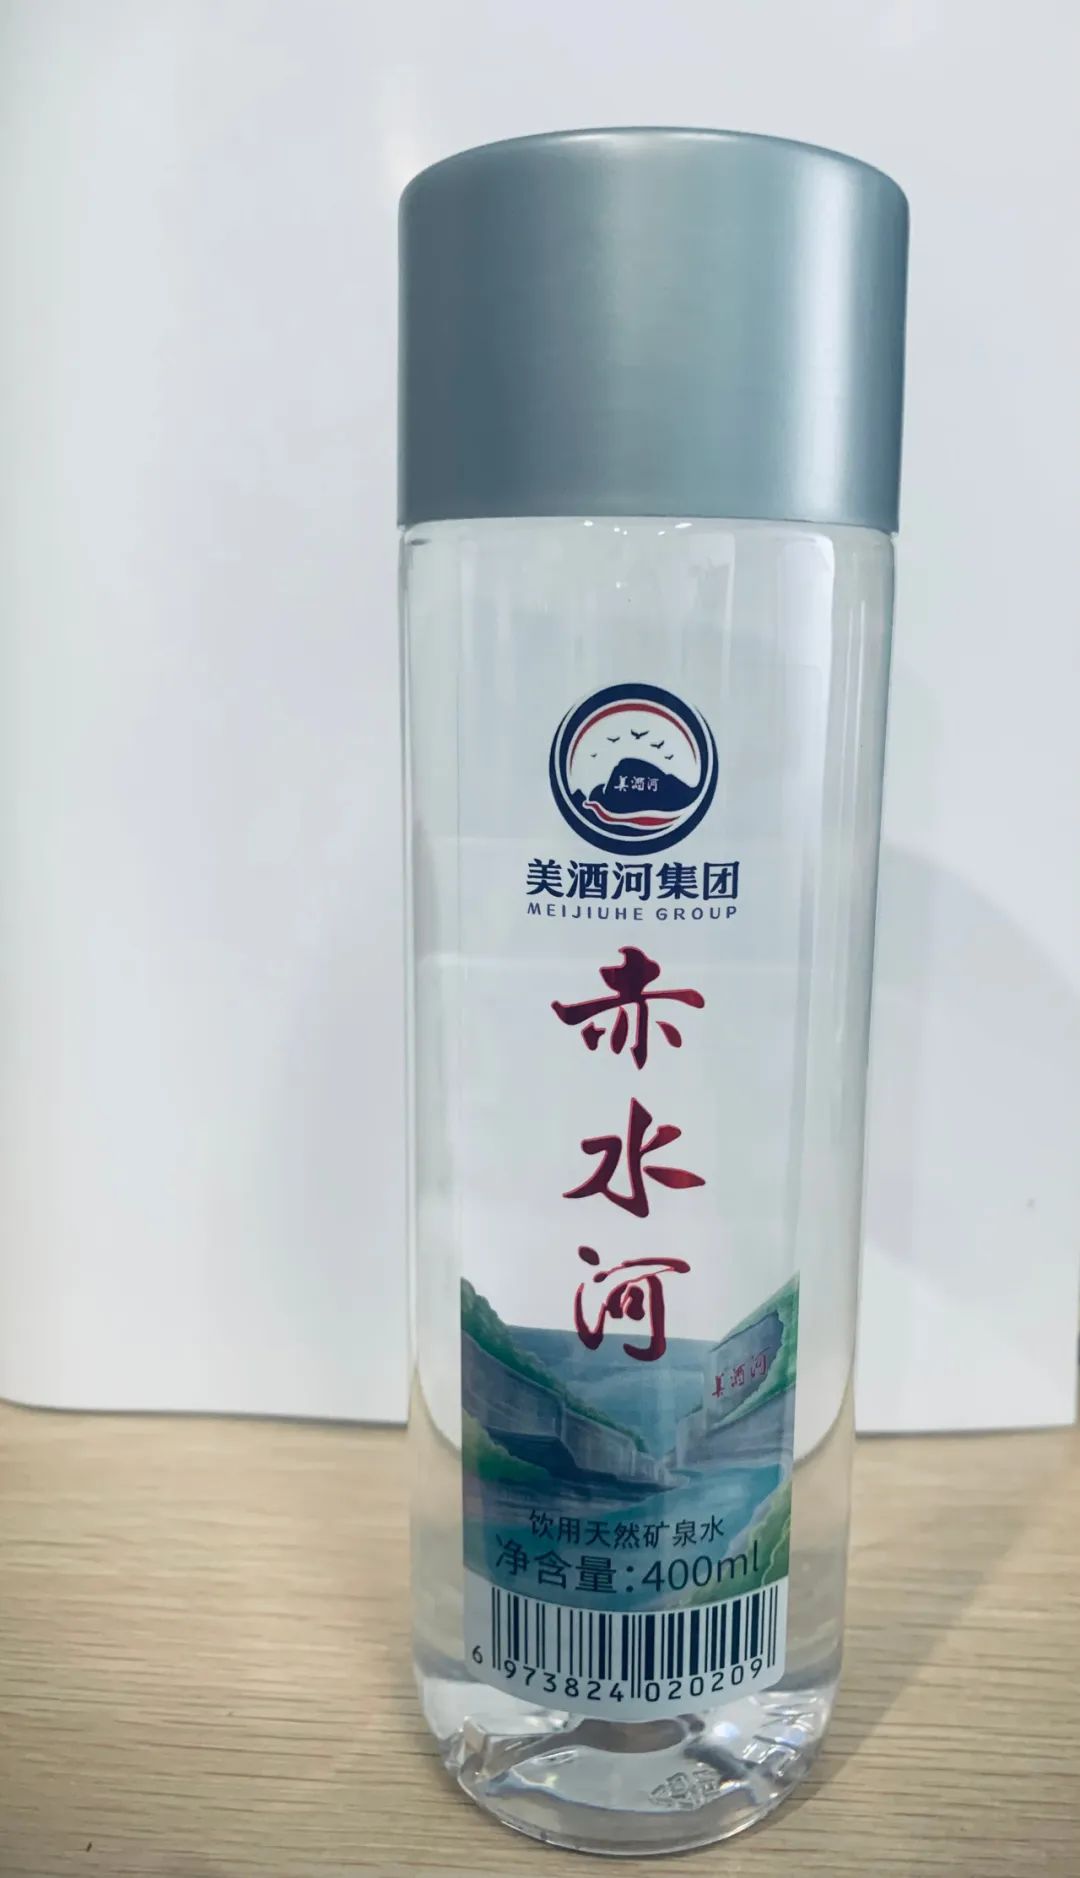 美酒河
美酒河集团
MEIJIUHE GROUP
赤
水
河
美酒河
饮用天然矿泉水
净含量:400ml
6 973824 020209